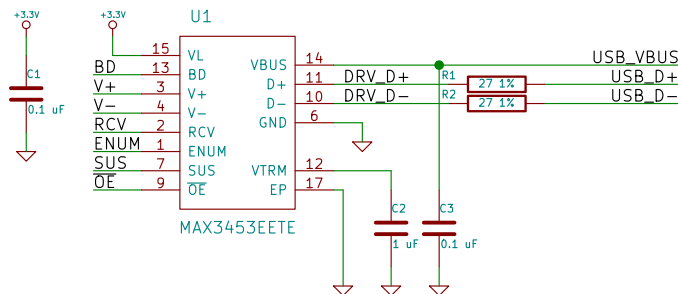 +3.3V
C1
0.1 uF
+3.3V
U1
BD
V+
V-
RCV
ENUM
SUS
OE
15
13
3
4
2
1
7
9
VL
BD
V+
V-
RCV
ENUM
SUS
OE
VBUS
D+
D-
GND
VTRM
EP
14
11
10
6
12
17
MAX3453EETE
DRV_D+
DRV_D-
R1
27 1%
R2
27 1%
USB_VBUS
USB_D+
USB_D-
C2
1 uF
C3
0.1 uF